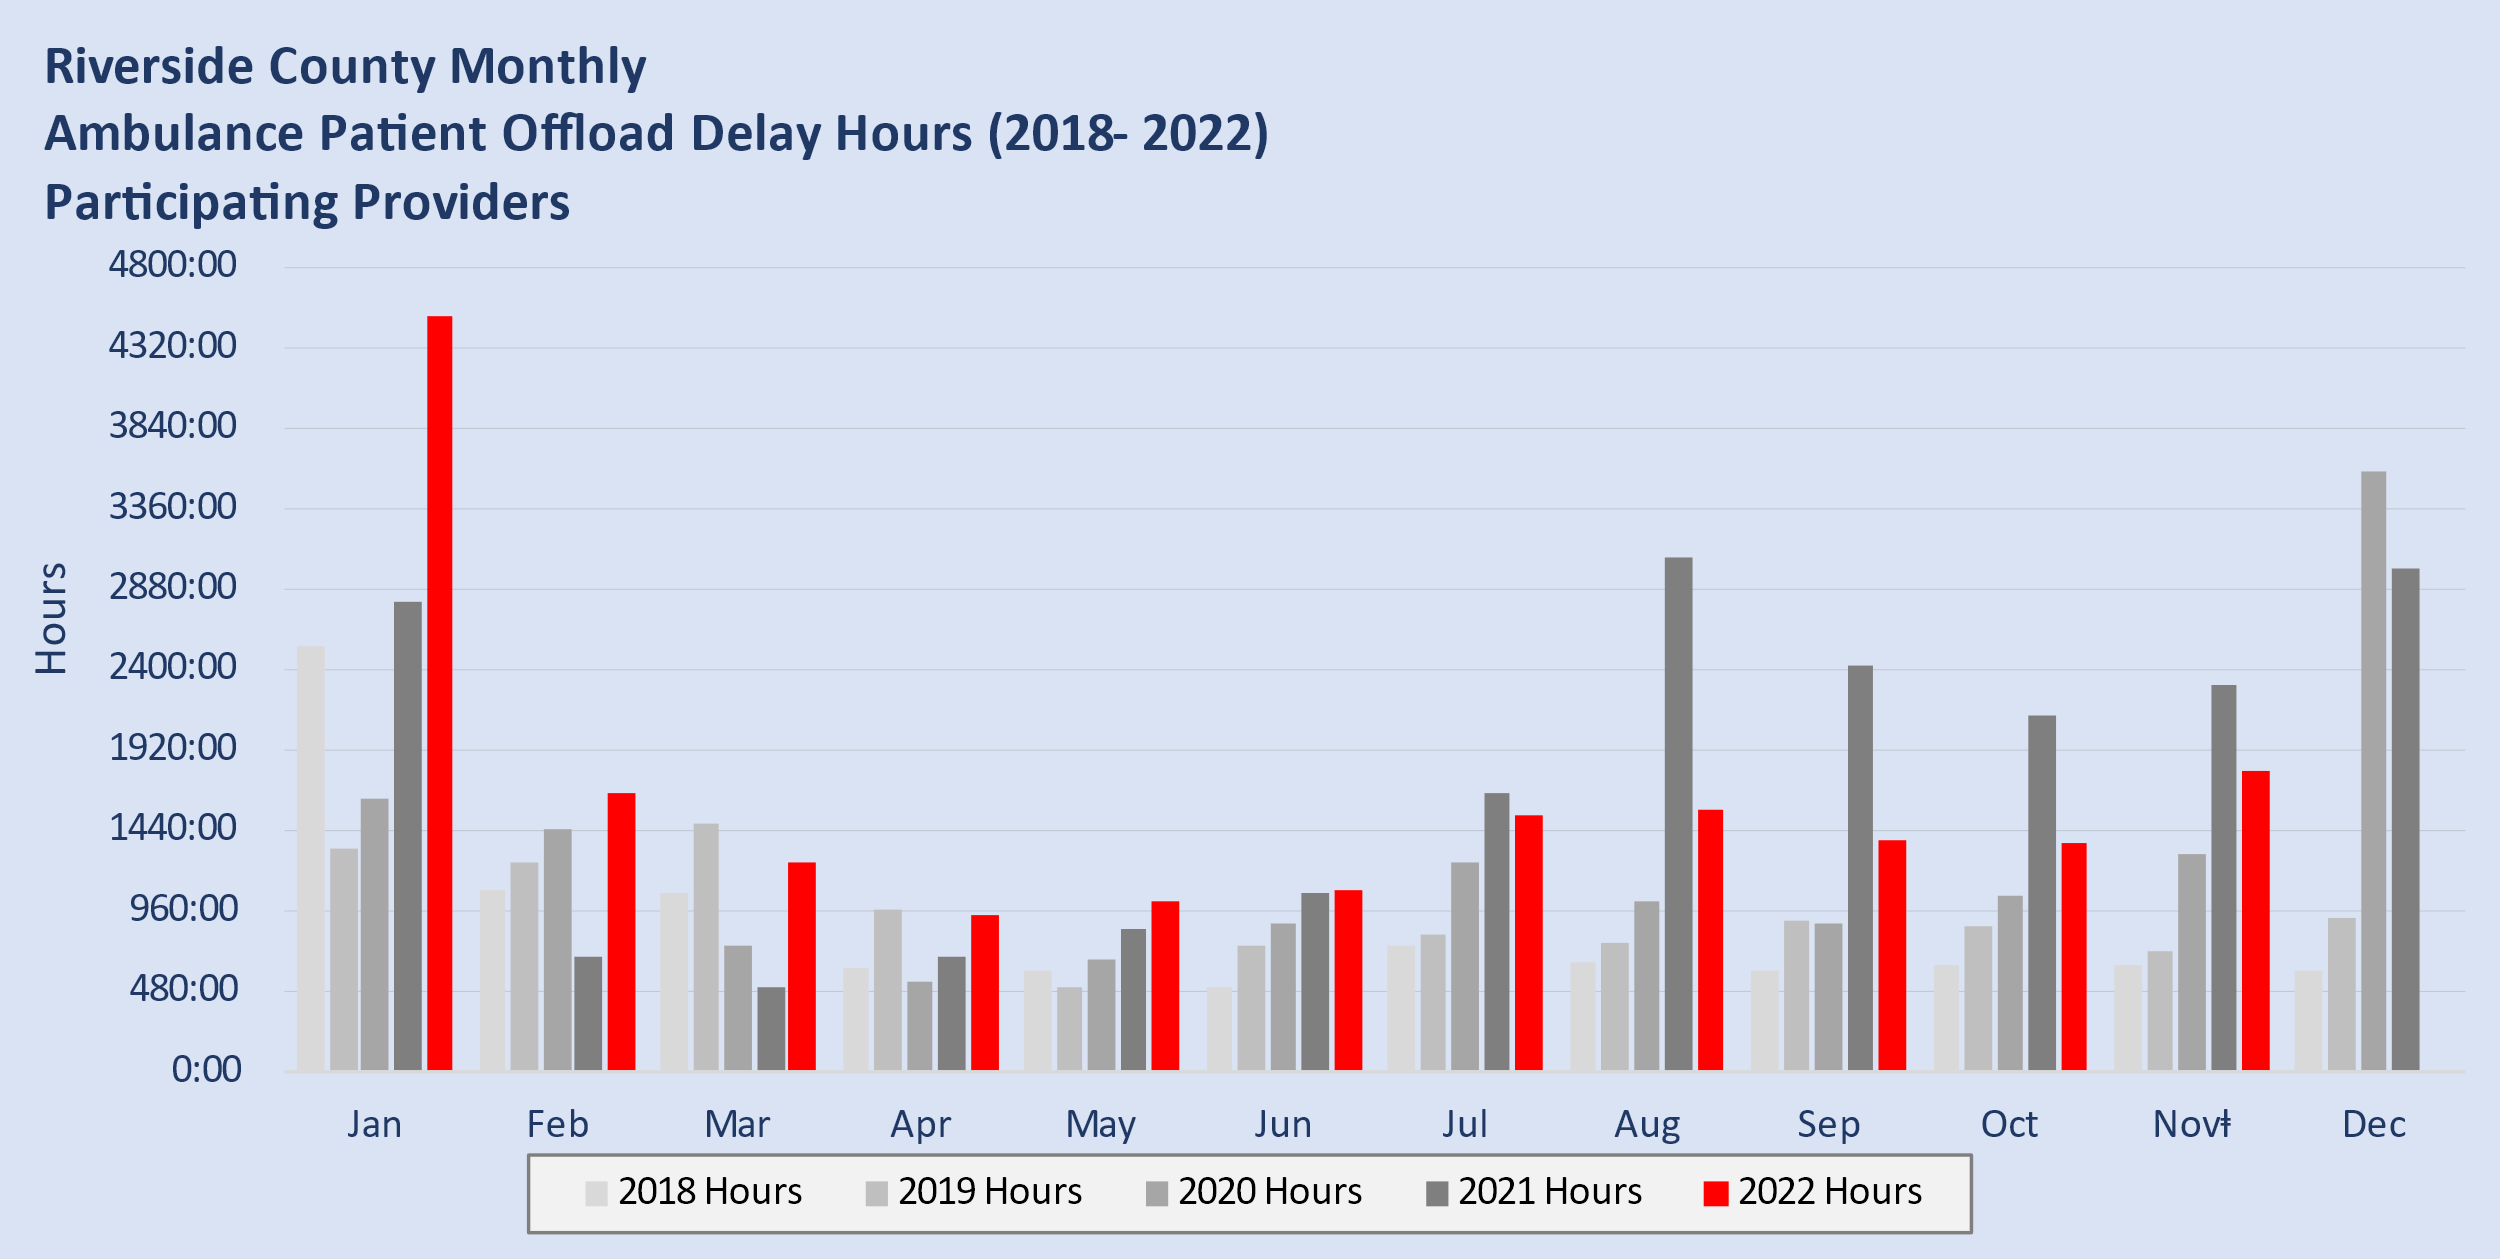 Riverside County Monthly
Ambulance Patient Offload Delay Hours (2018- 2022)
Participating Providers
4800:00
4320:00
3840:00
3360:00
2880:00
2400:00
1920:00
1440:00
960:00
480:00
0:00
Hours
Jan Feb Mar Apr May Jun Jul Aug Sep Oct Novƚ Dec
2018 Hours 2019 Hours 2020 Hours 2021 Hours 2022 Hours